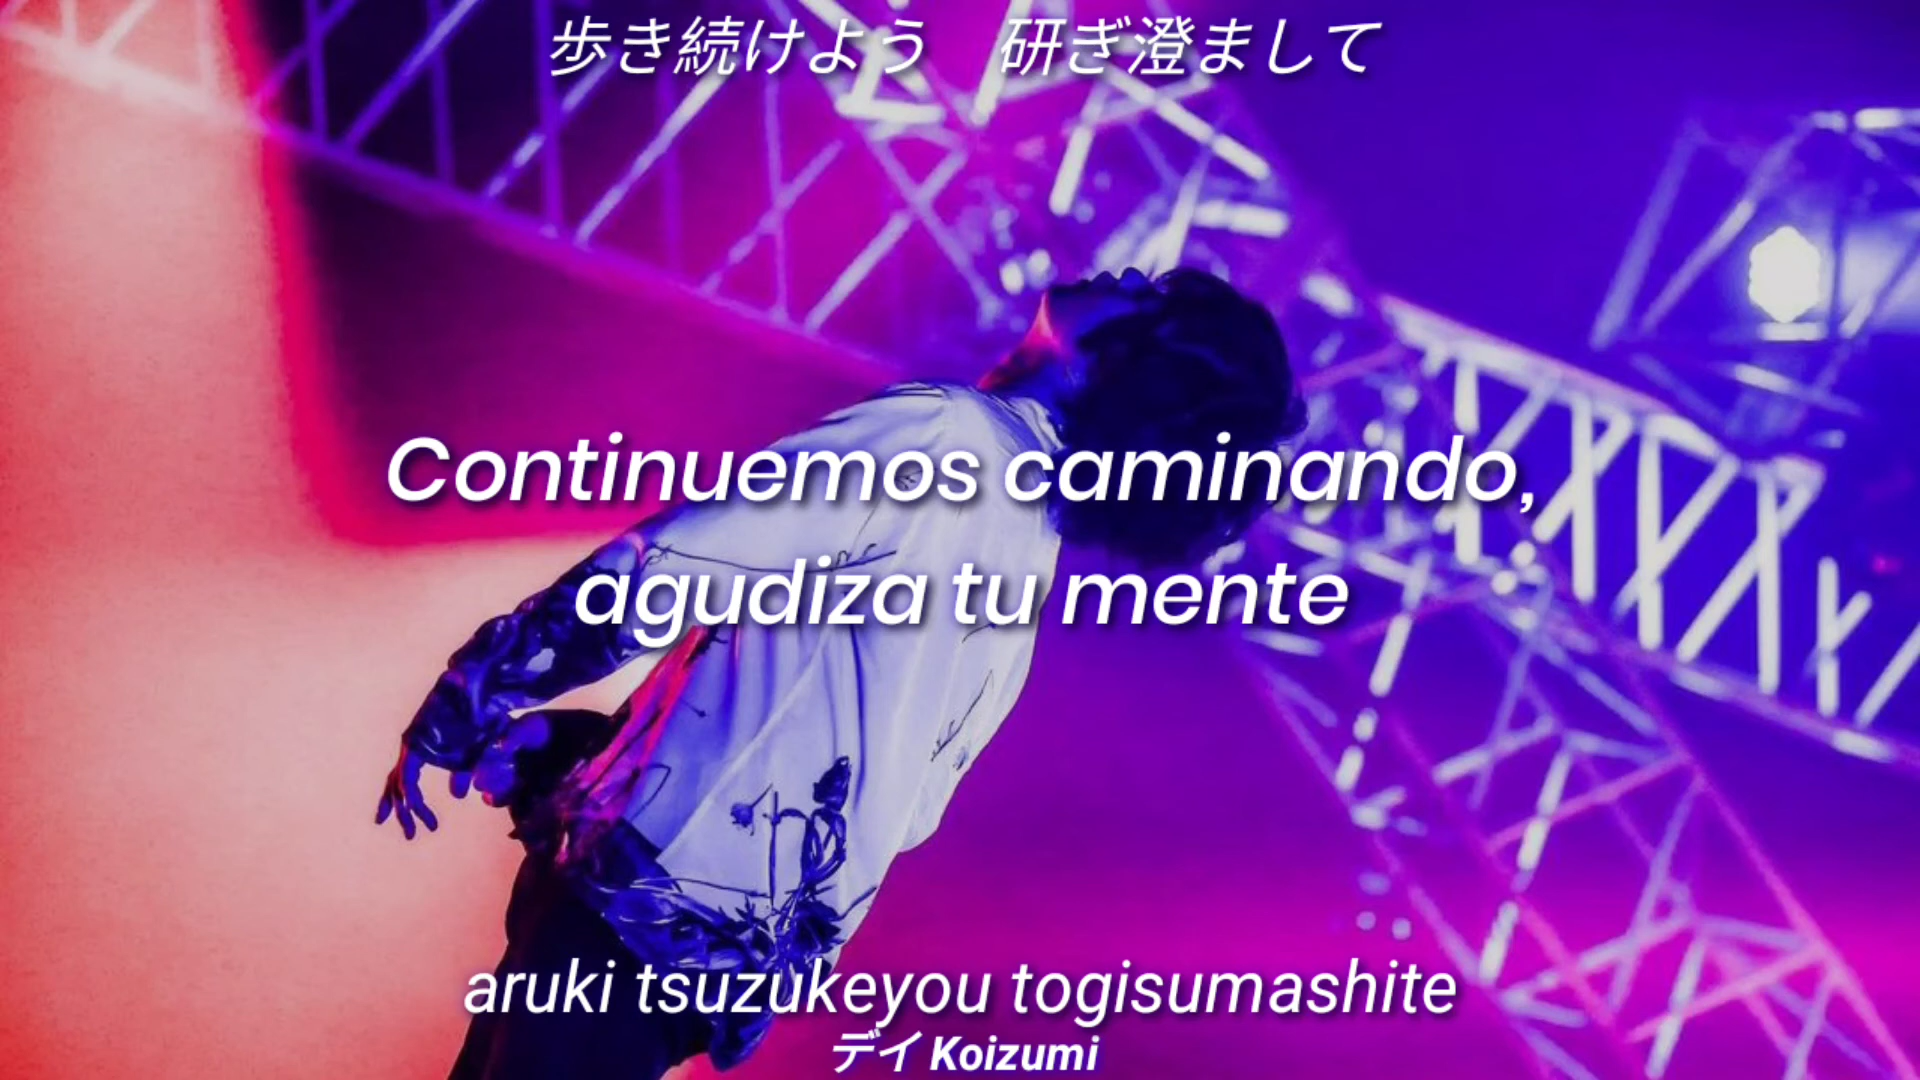 歩き続けよう　研ぎ澄まして
Continuemos caminando,
agudiza tu mente
aruki tsuzukeyou togisumashite
デイ Koizumi